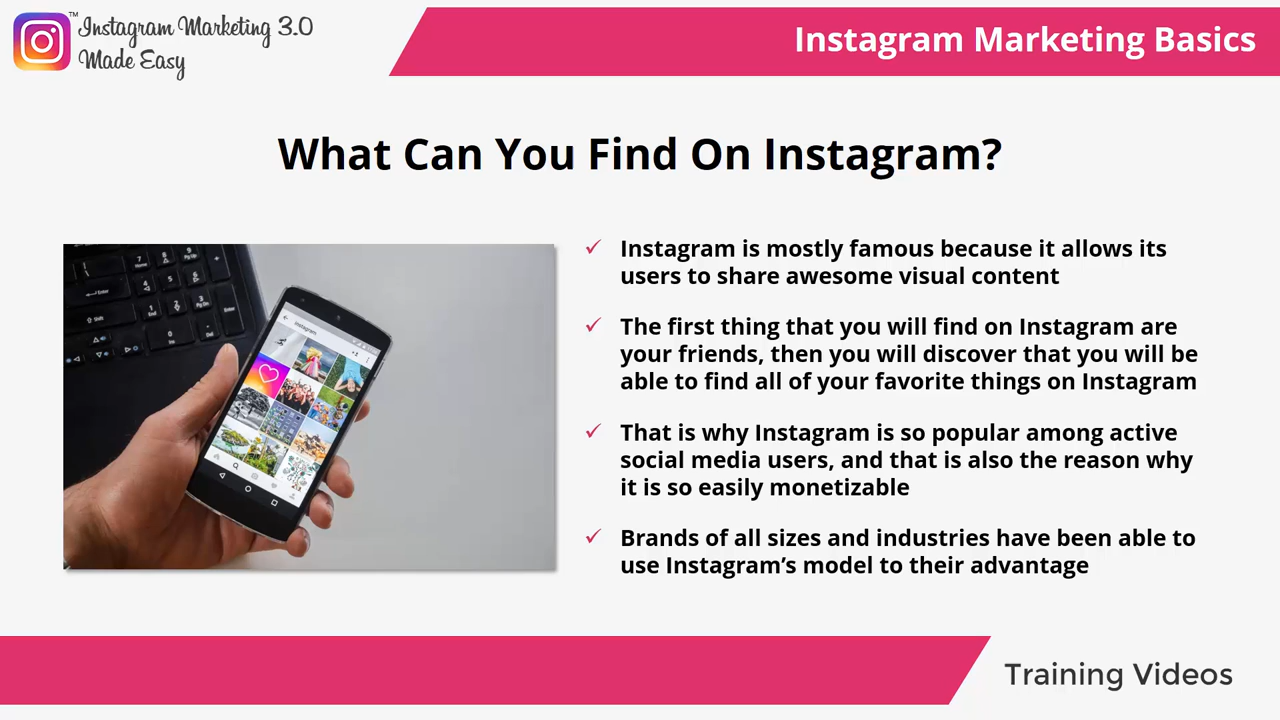 Instagram Marketing 3.0
™
Made Easy
Instagram Marketing Basics
What Can You Find On Instagram?
Instagram is mostly famous because it allows its
users to share awesome visual content
The first thing that you will find on Instagram are
your friends, then you will discover that you will be
able to find all of your favorite things on Instagram
That is why Instagram is so popular among active
social media users, and that is also the reason why
it is so easily monetizable
Brands of all sizes and industries have been able to
use Instagram’s model to their advantage
instagram
Training Videos